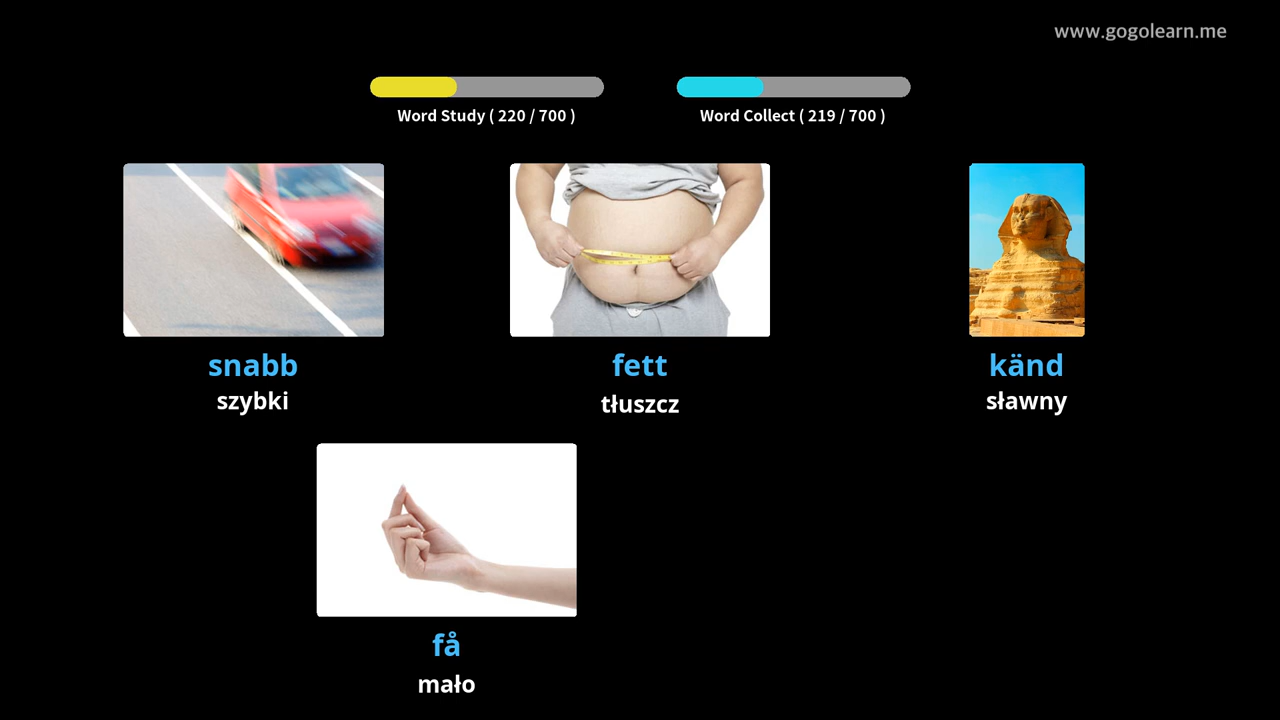 www.gogolearn.me
Word Study ( 220 / 700 )
Word Collect ( 219 / 700 )
snabb
szybki
fett
tłuszcz
känd
sławny
få
mało